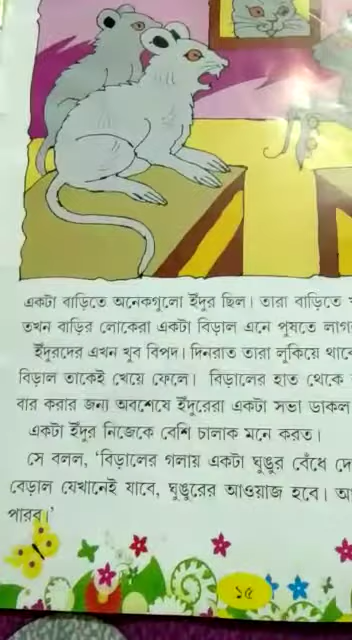 একটা বাড়িতে অনেকগুলো ইঁদুর ছিল। তারা বাড়িতে
তখন বাড়ির লোকেরা একটা বিড়াল এনে পুষতে লাগ
ইঁদুরদের এখন খুব বিপদ। দিনরাত তারা লুকিয়ে থাকে
বিড়াল তাকেই খেয়ে ফেলে। বিড়ালের হাত থেকে
বার করার জন্য অবশেষে ইঁদুরেরা একটা সভা ডাকল
একটা ইঁদুর নিজেকে বেশি চালাক মনে করত।
সে বলল, ‘বিড়ালের গলায় একটা ঘুঙুর বেঁধে দে
বেড়াল যেখানেই যাবে, ঘুঙুরের আওয়াজ হবে। আ
পারব।’
১৫